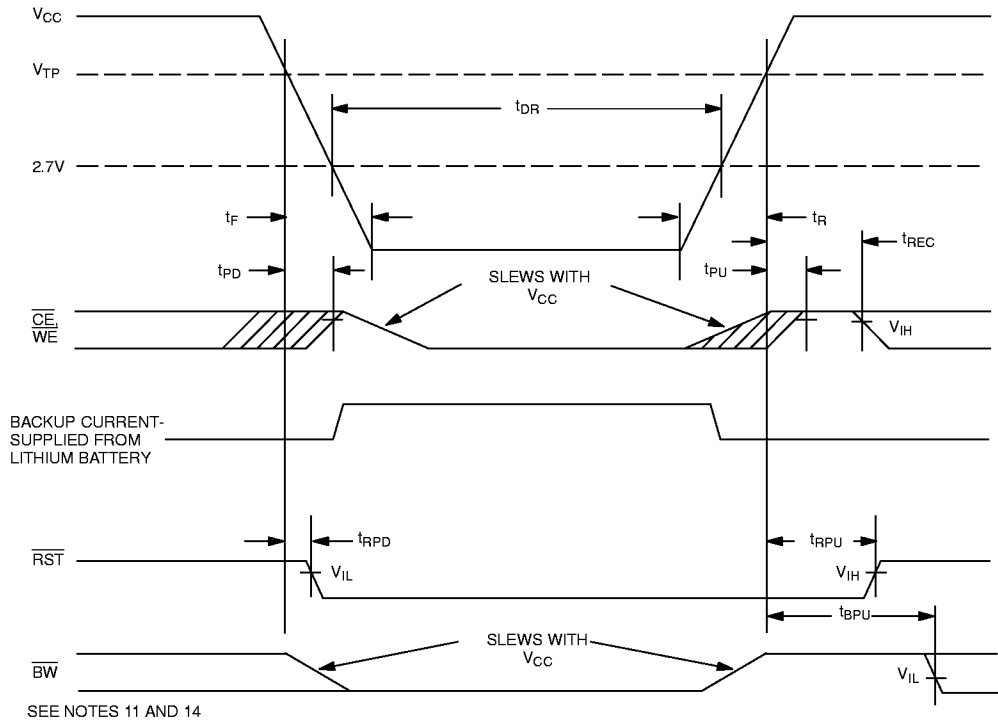 VCC
VTP
tDR
2.7V
tF
tR
tREC
tPD
SLEWS WITH
VCC
tPU
CE,
WE
VIH
BACKUP CURRENT-
SUPPLIED FROM
LITHIUM BATTERY
tRPD
tRPU
RST
VIL
VIH
tBPU
SLEWS WITH
VCC
BW
VIL
SEE NOTES 11 AND 14